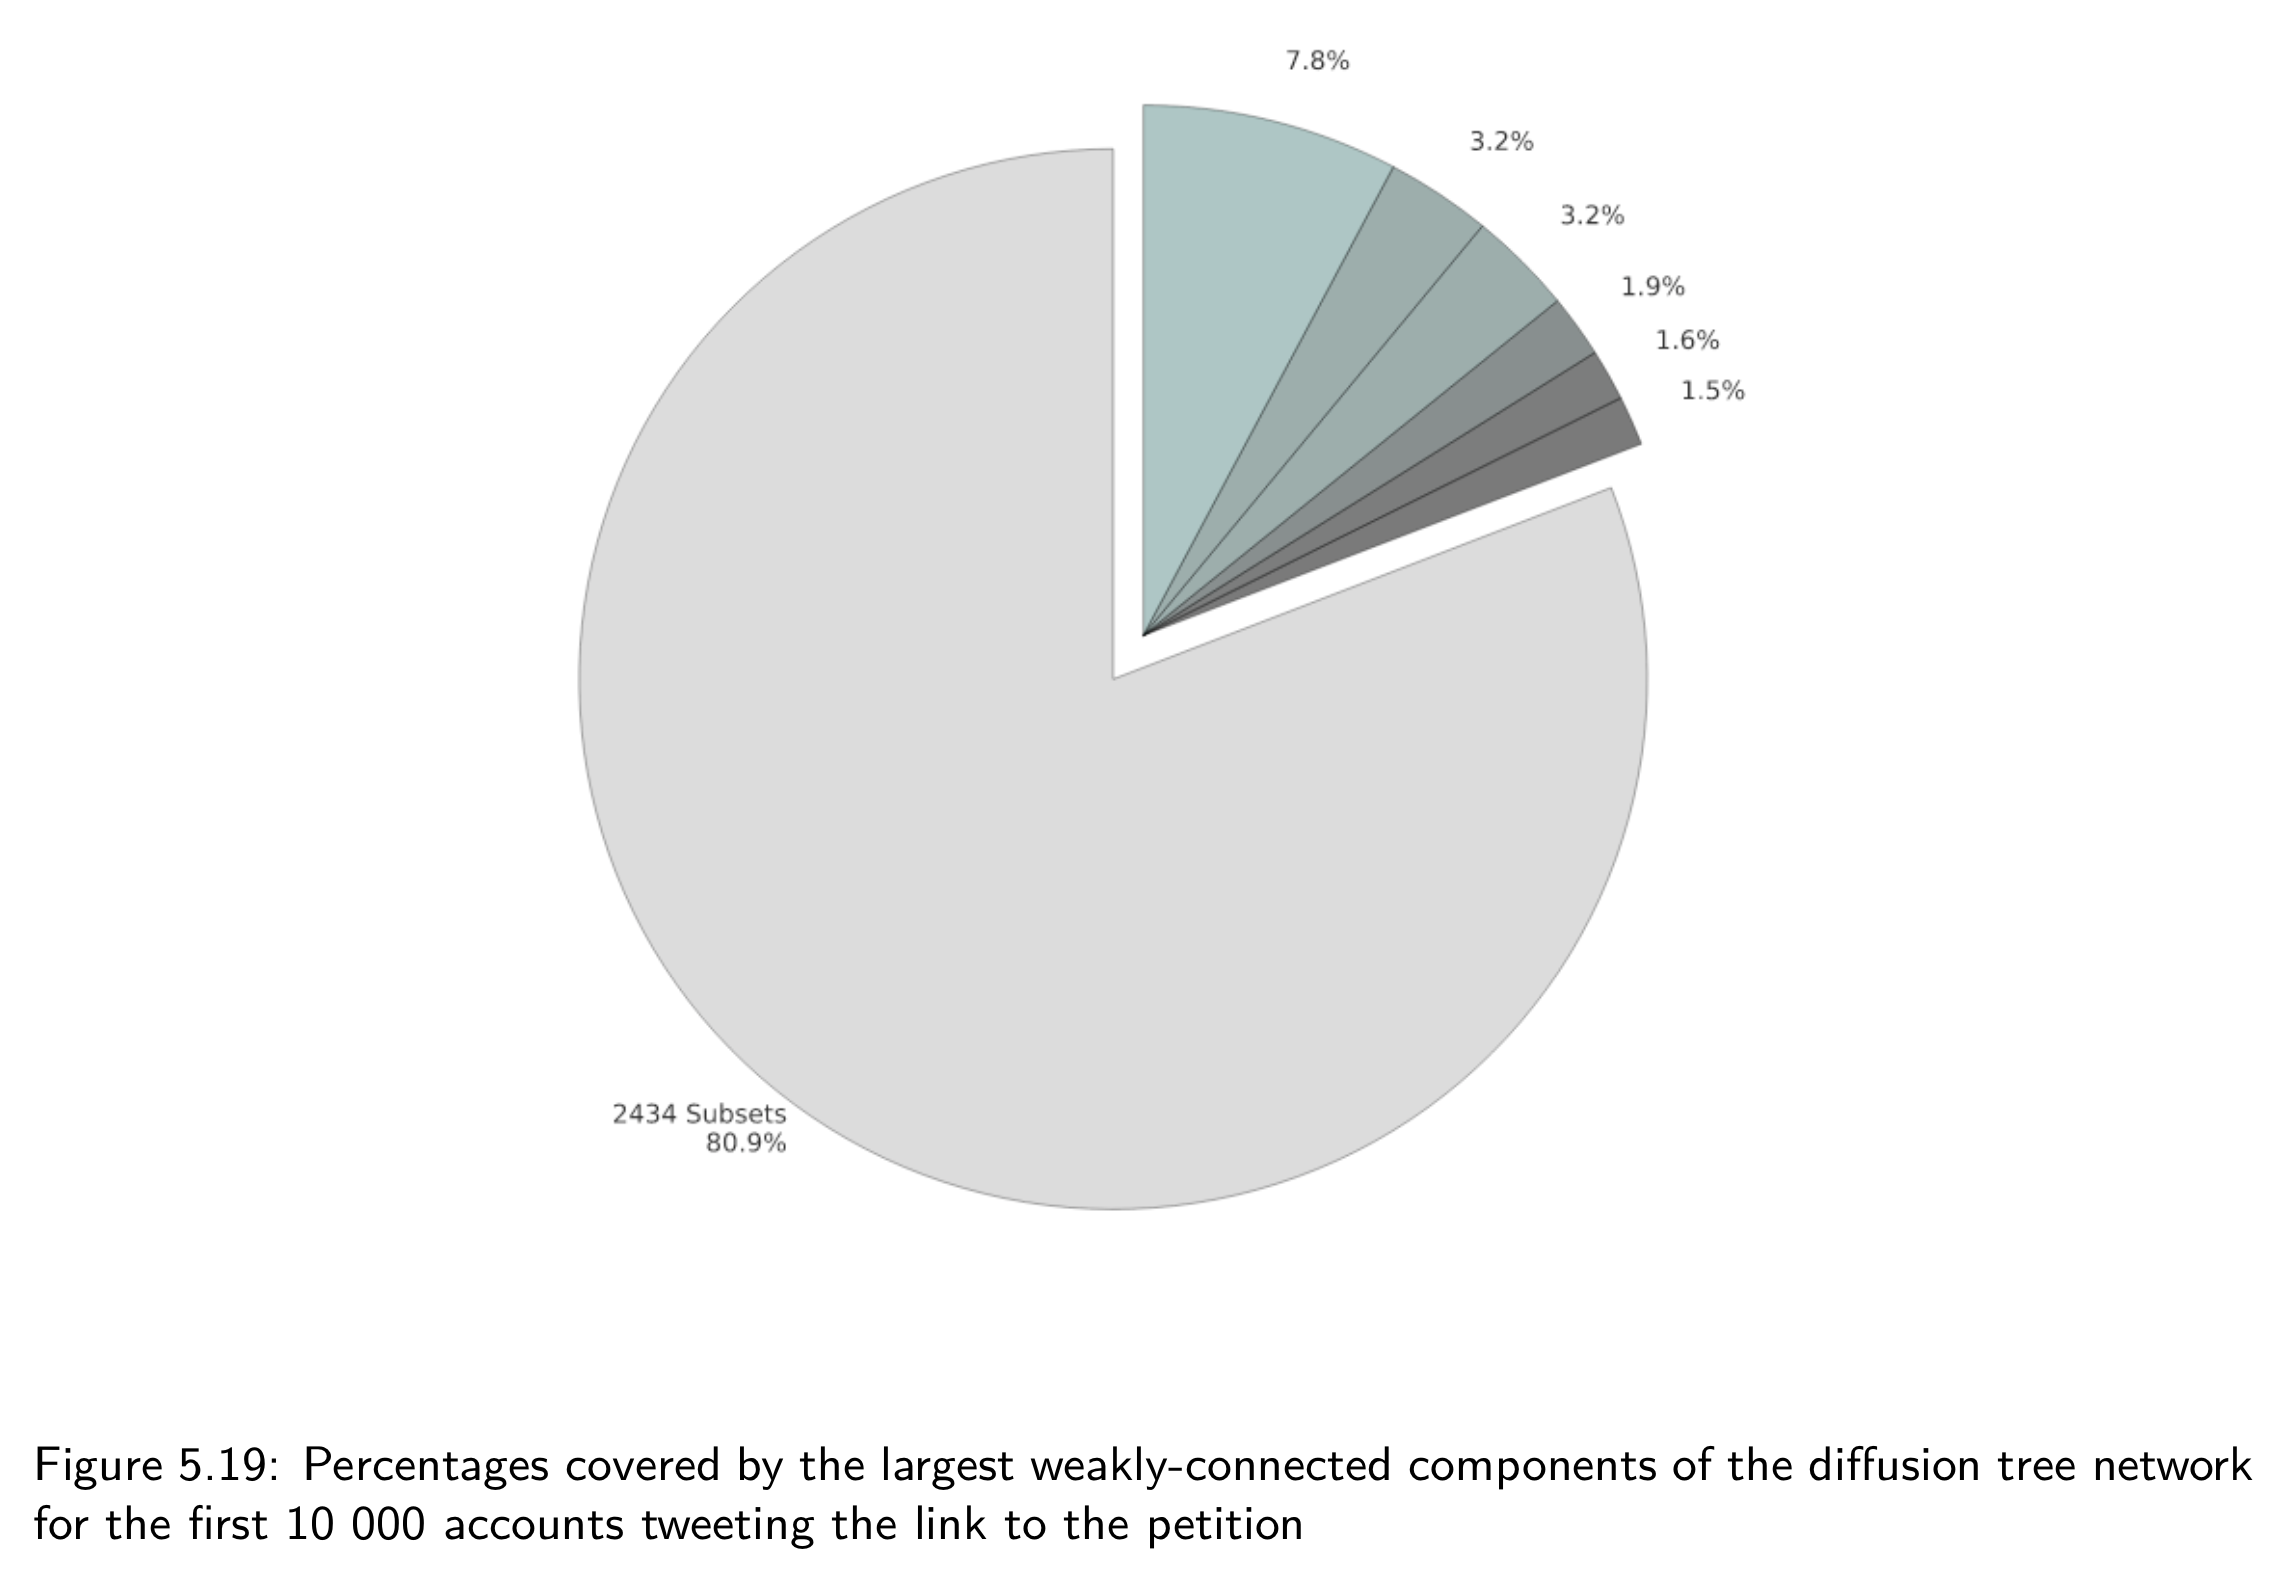 7.8%
3.2%
3.2%
1.9%
1.6%
1.5%
2434 Subsets
80.9%
Figure 5.19: Percentages covered by the largest weakly-connected components of the diffusion tree network
for the first 10 000 accounts tweeting the link to the petition